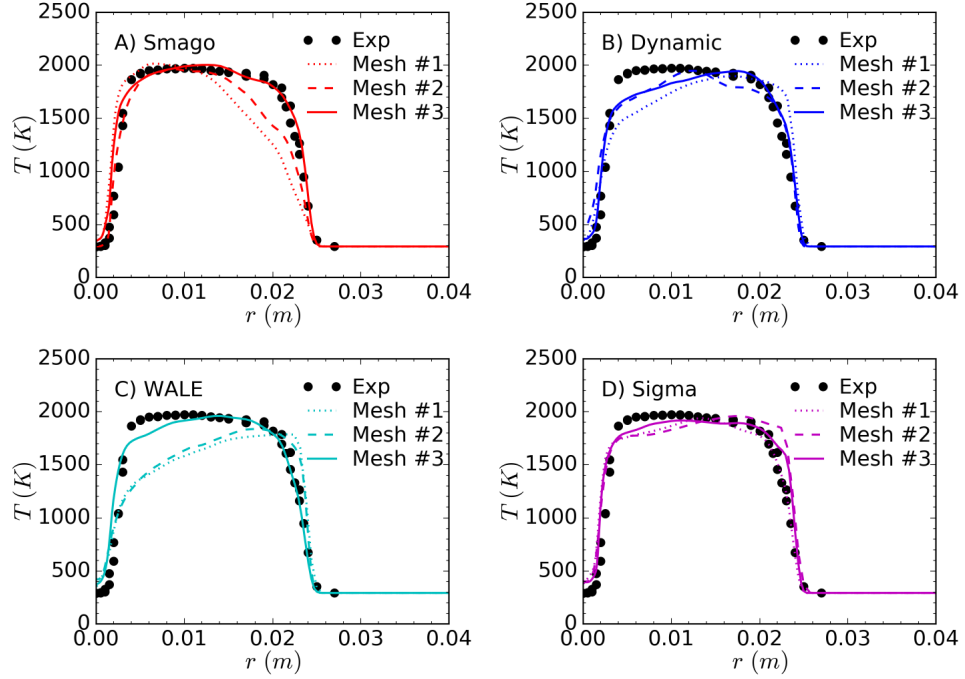 A) Smago
Exp
Mesh #1
Mesh #2
Mesh #3
2500
2000
1500
1000
500
0
T (K)
0.00 0.01 0.02 0.03 0.04
r (m)
B) Dynamic
Exp
Mesh #1
Mesh #2
Mesh #3
2500
2000
1500
1000
500
0
T (K)
0.00 0.01 0.02 0.03 0.04
r (m)
C) WALE
Exp
Mesh #1
Mesh #2
Mesh #3
2500
2000
1500
1000
500
0
T (K)
0.00 0.01 0.02 0.03 0.04
r (m)
D) Sigma
Exp
Mesh #1
Mesh #2
Mesh #3
2500
2000
1500
1000
500
0
T (K)
0.00 0.01 0.02 0.03 0.04
r (m)